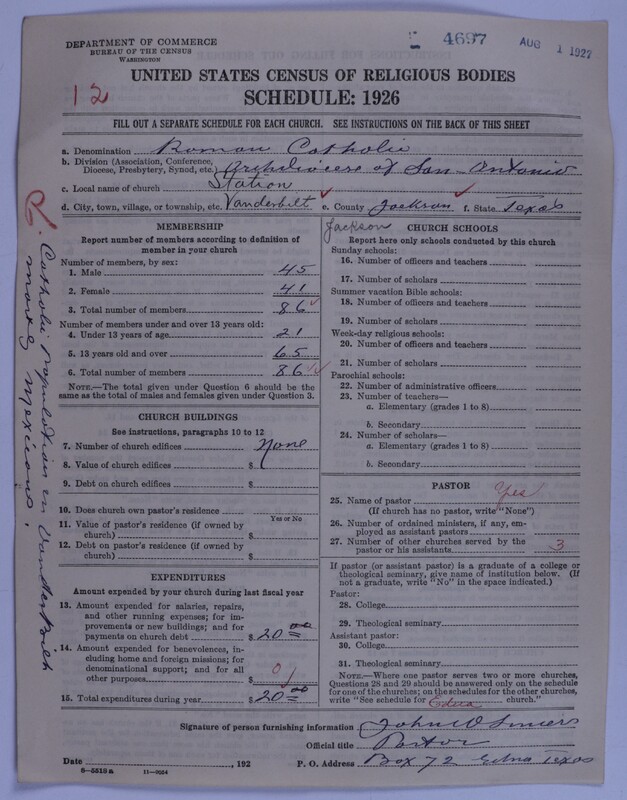 DEPARTMENT OF COMMERCE
BUREAU OF THE CENSUS
WASHINGTON
4697
AUG 1 1927
12
UNITED STATES CENSUS OF RELIGIOUS BODIES
SCHEDULE: 1926
FILL OUT A SEPARATE SCHEDULE FOR EACH CHURCH. SEE INSTRUCTIONS ON THE BACK OF THIS SHEET
a. Denomination Roman Catholic
b. Division (Association, Conference, Diocese, Presbytery, Synod, etc.) Archdiocese of San Antonio
c. Local name of church Station
d. City, town, village, or township, etc. Vanderbilt e. County Jackson f. State Texas
Jackson
MEMBERSHIP
Report number of members according to definition of
member in your church
Number of members, by sex:
1. Male 45
2. Female 41
3. Total number of members 86
Number of members under and over 13 years old:
4. Under 13 years of age 21
5. 13 years old and over 65
6. Total number of members 86
NOTE.—The total given under Question 6 should be
same as the total of males and females given under Question 3.
CHURCH BUILDINGS
See instructions, paragraphs 10 to 12
7. Number of church edifices None
8. Value of church edifices $
9. Debt on church edifices $
10. Does church own pastor's residence
Yes or No
11. Value of pastor's residence (if owned by
church) $
12. Debt on pastor's residence (if owned by
church) $
EXPENDITURES
Amount expended by your church during last fiscal year
13. Amount expended for salaries, repairs,
and other running expenses; for im-
provements or new buildings; and for
payments on church debt $ 20 00
14. Amount expended for benevolences, in-
cluding home and foreign missions; for
denominational support; and for all
other purposes $ 0
15. Total expenditures during year $ 20 00
CHURCH SCHOOLS
Report here only schools conducted by this church
Sunday schools:
16. Number of officers and teachers
17. Number of scholars
Summer vacation Bible schools:
18. Number of officers and teachers
19. Number of scholars
Week-day religious schools:
20. Number of officers and teachers
21. Number of scholars
Parochial schools:
22. Number of administrative officers
23. Number of teachers—
a. Elementary (grades 1 to 8)
b. Secondary
24. Number of scholars—
a. Elementary (grades 1 to 8)
b. Secondary
PASTOR
25. Name of pastor Yes
(If church has no pastor, write "None")
26. Number of ordained ministers, if any, em-
ployed as assistant pastors
27. Number of other churches served by the
pastor or his assistants 3
If pastor (or assistant pastor) is a graduate of a college or
theological seminary, give name of institution below. (If
not a graduate, write "No" in the space indicated.)
Pastor:
28. College
29. Theological seminary
Assistant pastor:
30. College
31. Theological seminary
NOTE.—Where one pastor serves two or more churches,
Questions 28 and 29 should be answered only on the schedule
for one of the churches; on the schedules for the other churches,
write "See schedule for Edna church."
Signature of person furnishing information John
Official title Pastor
Date , 192
P. O. Address Box 72 Edna Texas
8—5518a 11—9054
Catholic population in Vanderbilt
mostly Mexicans.